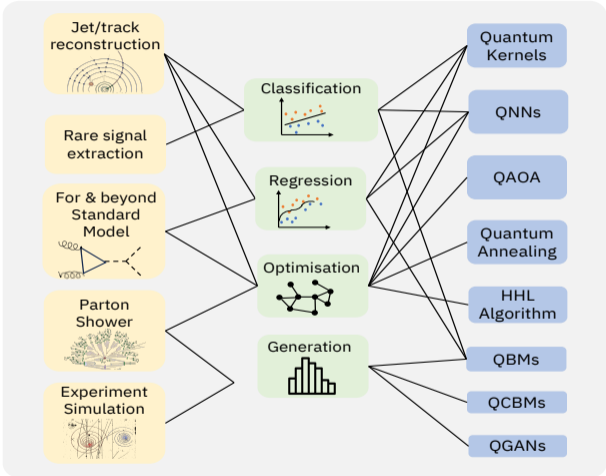 Jet/track
reconstruction
Rare signal
extraction
For & beyond
Standard
Model
Parton
Shower
Experiment
Simulation
Classification
Regression
Optimisation
Generation
Quantum
Kernels
QNNs
QAOA
Quantum
Annealing
HHL
Algorithm
QBMs
QCBMs
QGANs